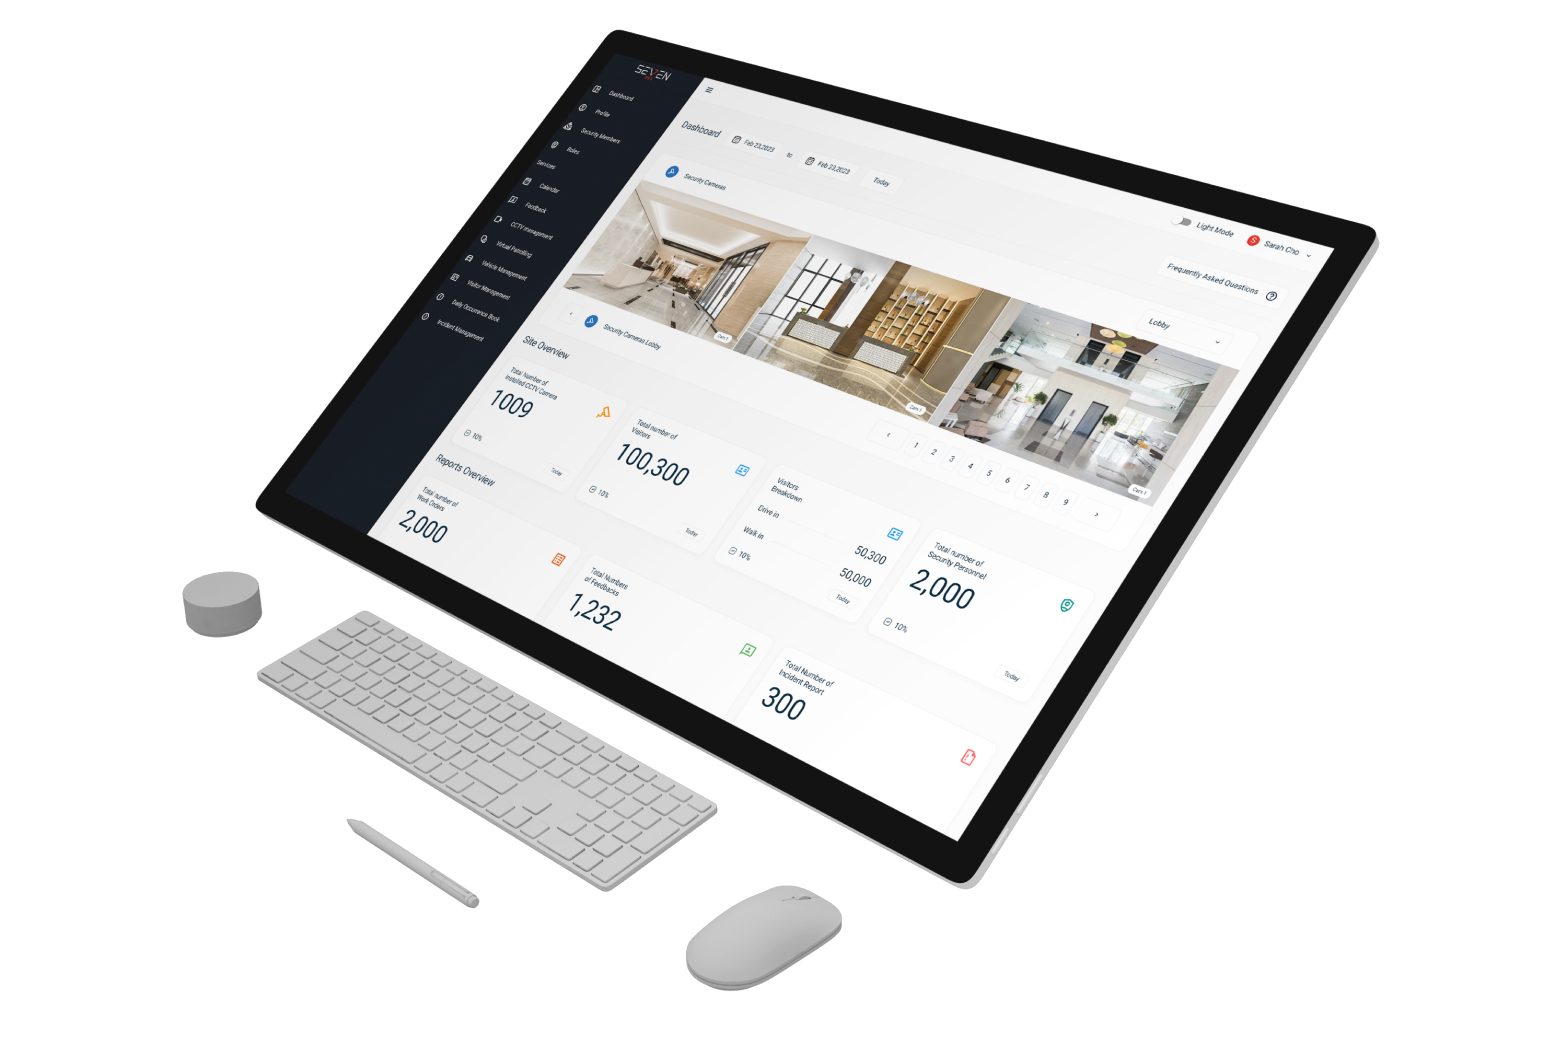 SEVEN
Dashboard
Profile
Security Members
Roles
Services
Calendar
Feedback
CCTV management
Virtual Patrolling
Vehicle Management
Visitor Management
Daily Occurrence Book
Incident Management
Dashboard
Feb 23,2023
to
Feb 23,2023
Today
Light Mode
S
Sarah Cho
Frequently Asked Questions
Security Cameras
Lobby
Cam 1
Cam 1
Cam 1
Security Cameras Lobby
1 2 3 4 5 6 7 8 9
Site Overview
Total Number of
Installed CCTV Camera
1009
10%
Today
Total number of
Visitors
100,300
10%
Today
Visitors
Breakdown
Drive in
50,300
Walk in
50,000
10%
Today
Total number of
Security Personnel
2,000
10%
Today
Reports Overview
Total number of
Work Orders
2,000
Total Numbers
of Feedbacks
1,232
Total Number of
Incident Report
300